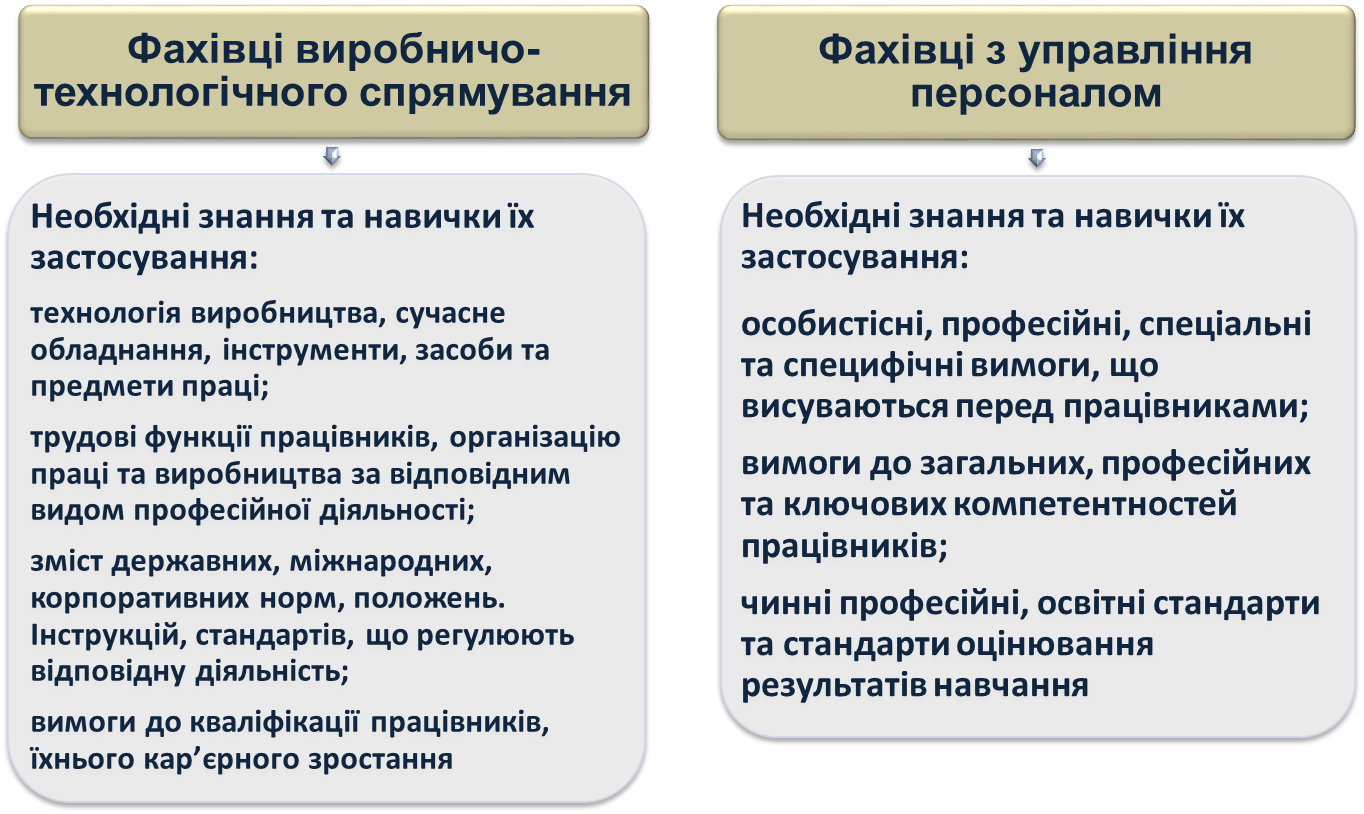 Фахівці виробничо-
технологічного спрямування
Необхідні знання та навички їх
застосування:
технологія виробництва, сучасне
обладнання, інструменти, засоби та
предмети праці;
трудові функції працівників, організацію
праці та виробництва за відповідним
видом професійної діяльності;
зміст державних, міжнародних,
корпоративних норм, положень.
Інструкцій, стандартів, що регулюють
відповідну діяльність;
вимоги до кваліфікації працівників,
їхнього кар’єрного зростання
Фахівці з управління
персоналом
Необхідні знання та навички їх
застосування:
особистісні, професійні, спеціальні
та специфічні вимоги, що
висуваються перед працівниками;
вимоги до загальних, професійних
та ключових компетентностей
працівників;
чинні професійні, освітні стандарти
та стандарти оцінювання
результатів навчання